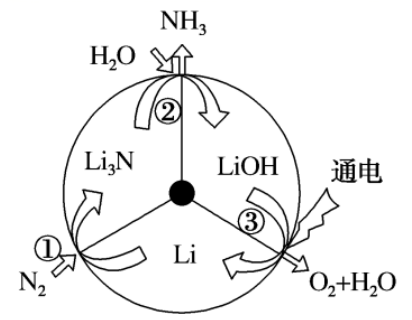 NH₃
H₂O
②
Li₃N
LiOH
通电
①
③
Li
N₂
O₂+H₂O